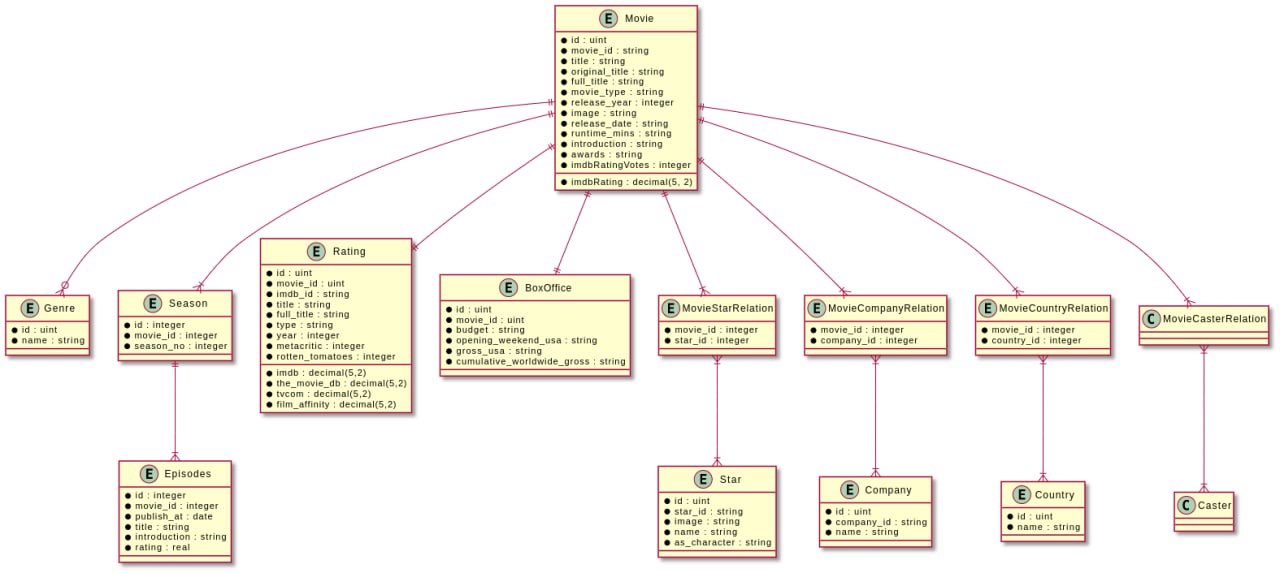 E Movie
id : uint
movie_id : string
title : string
original_title : string
full_title : string
movie_type : string
release_year : integer
image : string
release_date : string
runtime_mins : string
introduction : string
awards : string
imdbRatingVotes : integer
imdbRating : decimal(5, 2)
E Genre
id : uint
name : string
E Season
id : integer
movie_id : integer
season_no : integer
E Rating
id : uint
movie_id : uint
imdb_id : string
title : string
full_title : string
type : string
year : integer
metacritic : integer
rotten_tomatoes : integer
imdb : decimal(5,2)
the_movie_db : decimal(5,2)
tvcom : decimal(5,2)
film_affinity : decimal(5,2)
E BoxOffice
id : uint
movie_id : uint
budget : string
opening_weekend_usa : string
gross_usa : string
cumulative_worldwide_gross : string
E MovieStarRelation
movie_id : integer
star_id : integer
E MovieCompanyRelation
movie_id : integer
company_id : integer
E MovieCountryRelation
movie_id : integer
country_id : integer
C MovieCasterRelation
E Episodes
id : integer
movie_id : integer
publish_at : date
title : string
introduction : string
rating : real
E Star
id : uint
star_id : string
image : string
name : string
as_character : string
E Company
id : uint
company_id : string
name : string
E Country
id : uint
name : string
C Caster